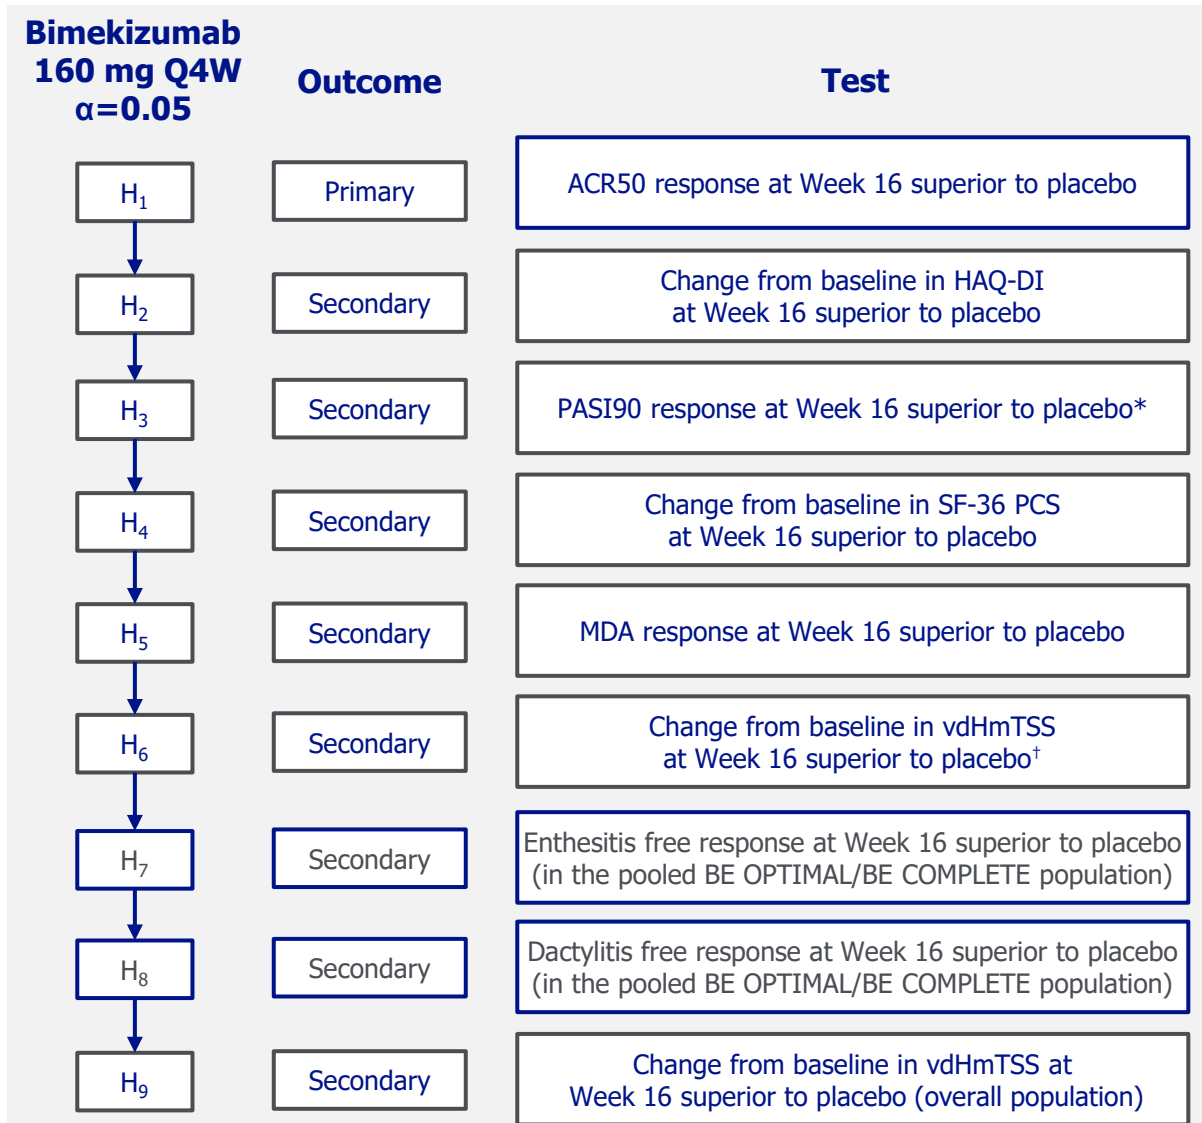 Bimekizumab
160 mg Q4W
α=0.05
Outcome
Test
H₁
Primary
ACR50 response at Week 16 superior to placebo
H₂
Secondary
Change from baseline in HAQ-DI
at Week 16 superior to placebo
H₃
Secondary
PASI90 response at Week 16 superior to placebo*
H₄
Secondary
Change from baseline in SF-36 PCS
at Week 16 superior to placebo
H₅
Secondary
MDA response at Week 16 superior to placebo
H₆
Secondary
Change from baseline in vdHmTSS
at Week 16 superior to placebo†
H₇
Secondary
Enthesitis free response at Week 16 superior to placebo
(in the pooled BE OPTIMAL/BE COMPLETE population)
H₈
Secondary
Dactylitis free response at Week 16 superior to placebo
(in the pooled BE OPTIMAL/BE COMPLETE population)
H₉
Secondary
Change from baseline in vdHmTSS at
Week 16 superior to placebo (overall population)